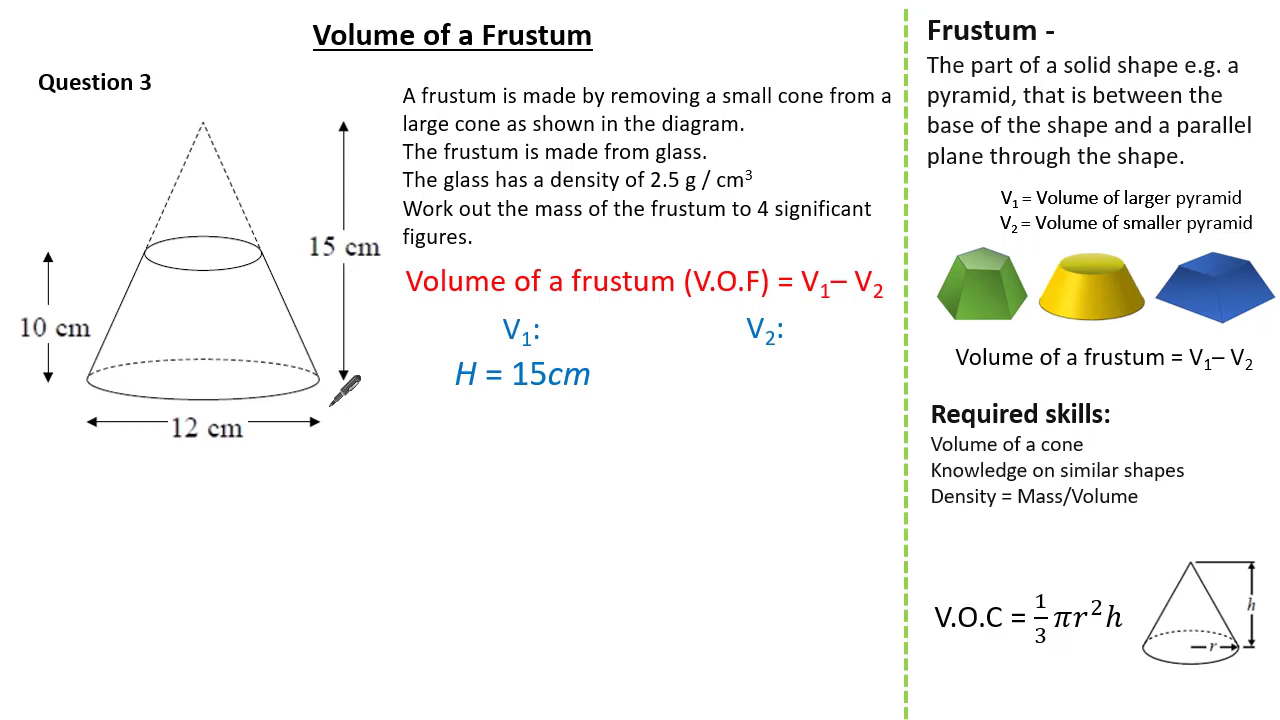 Volume of a Frustum
Question 3
A frustum is made by removing a small cone from a
large cone as shown in the diagram.
The frustum is made from glass.
The glass has a density of 2.5 g / cm³
Work out the mass of the frustum to 4 significant
figures.
15 cm
10 cm
12 cm
Volume of a frustum (V.O.F) = V₁– V₂
V₁:
V₂:
H = 15cm
Frustum -
The part of a solid shape e.g. a
pyramid, that is between the
base of the shape and a parallel
plane through the shape.
V₁ = Volume of larger pyramid
V₂ = Volume of smaller pyramid
Volume of a frustum = V₁– V₂
Required skills:
Volume of a cone
Knowledge on similar shapes
Density = Mass/Volume
V.O.C = 1/3 πr²h
h
r